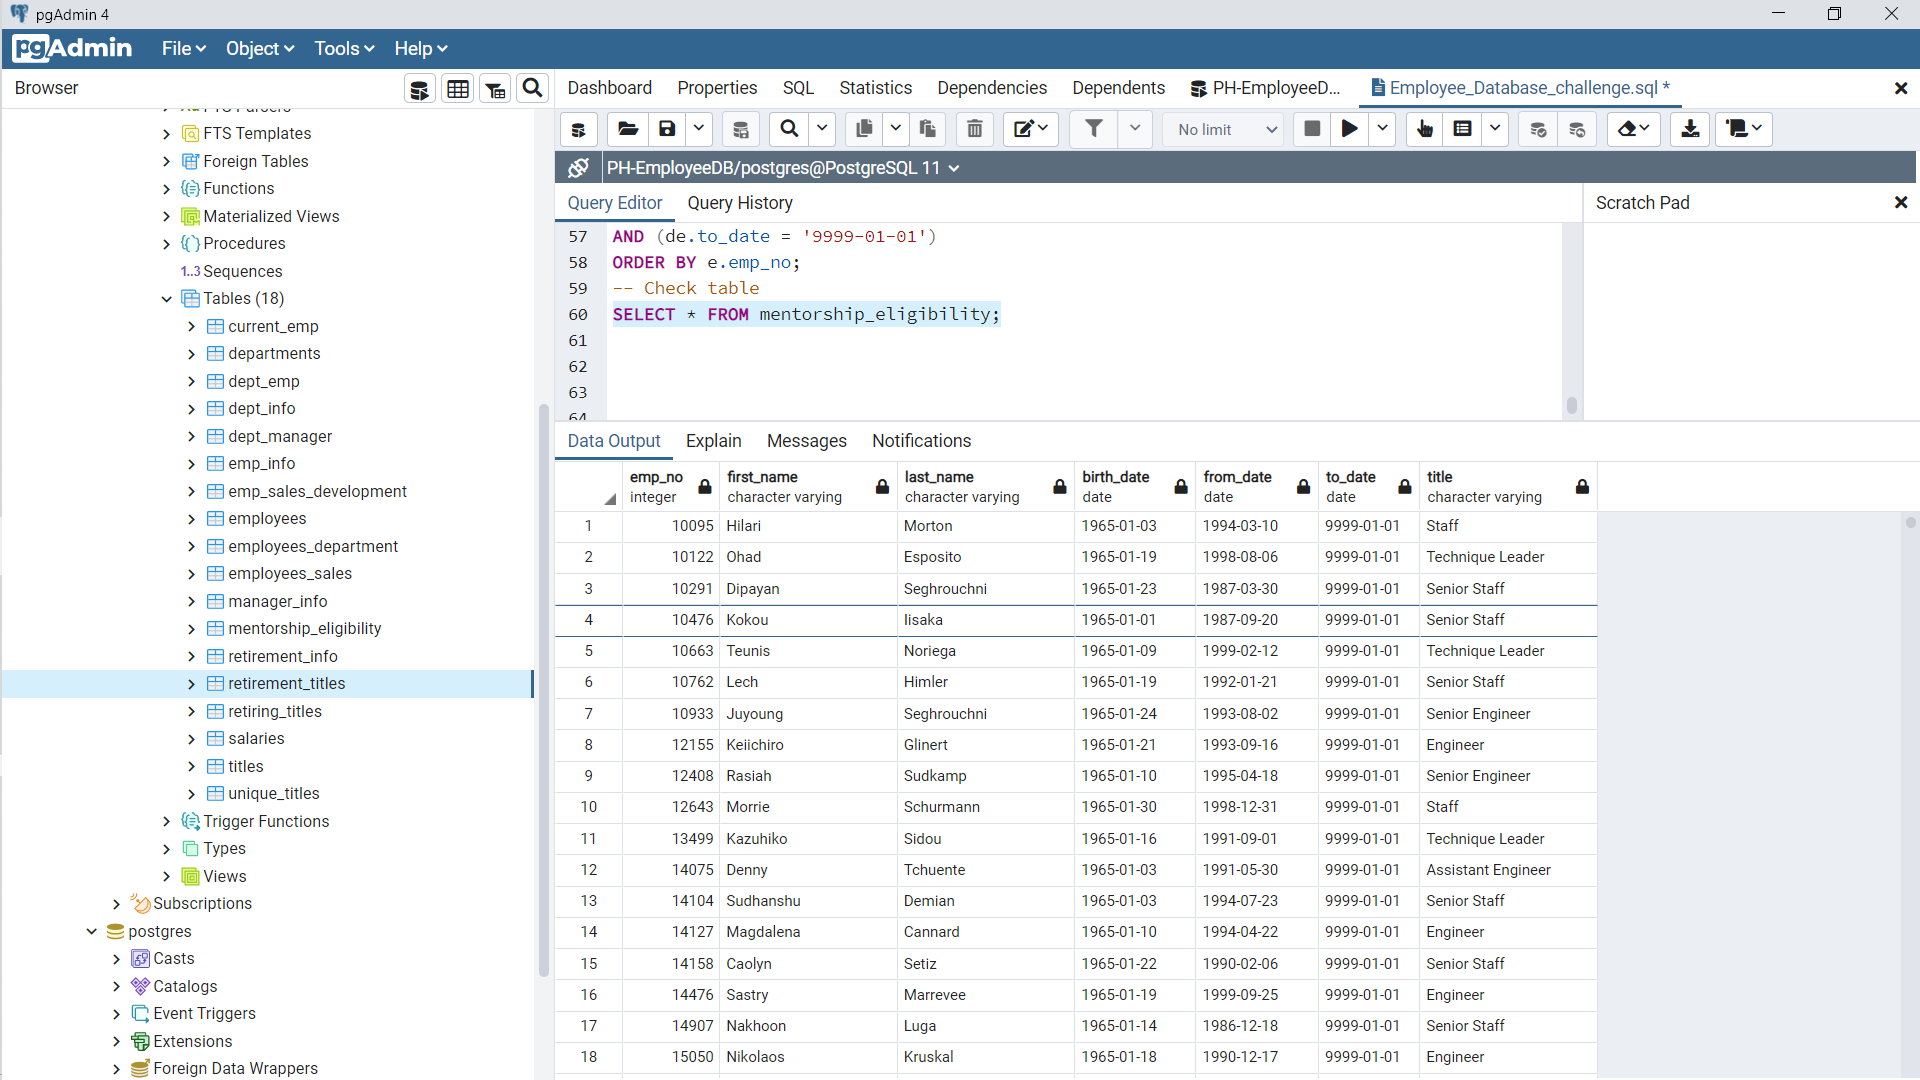 pgAdmin 4
pgAdmin File Object Tools Help
Browser
FTS Templates
Foreign Tables
Functions
Materialized Views
Procedures
1..3 Sequences
Tables (18)
current_emp
departments
dept_emp
dept_info
dept_manager
emp_info
emp_sales_development
employees
employees_department
employees_sales
manager_info
mentorship_eligibility
retirement_info
retirement_titles
retiring_titles
salaries
titles
unique_titles
Trigger Functions
Types
Views
Subscriptions
postgres
Casts
Catalogs
Event Triggers
Extensions
Foreign Data Wrappers
Dashboard Properties SQL Statistics Dependencies Dependents PH-EmployeeD... Employee_Database_challenge.sql *
No limit
PH-EmployeeDB/postgres@PostgreSQL 11
Query Editor Query History
Scratch Pad
57 AND (de.to_date = '9999-01-01')
58 ORDER BY e.emp_no;
59 -- Check table
60 SELECT * FROM mentorship_eligibility;
61
62
63
64
Data Output Explain Messages Notifications
emp_no first_name last_name birth_date from_date to_date title
integer character varying character varying date date date character varying
1 10095 Hilari Morton 1965-01-03 1994-03-10 9999-01-01 Staff
2 10122 Ohad Esposito 1965-01-19 1998-08-06 9999-01-01 Technique Leader
3 10291 Dipayan Seghrouchni 1965-01-23 1987-03-30 9999-01-01 Senior Staff
4 10476 Kokou Iisaka 1965-01-01 1987-09-20 9999-01-01 Senior Staff
5 10663 Teunis Noriega 1965-01-09 1999-02-12 9999-01-01 Technique Leader
6 10762 Lech Himler 1965-01-19 1992-01-21 9999-01-01 Senior Staff
7 10933 Juyoung Seghrouchni 1965-01-24 1993-08-02 9999-01-01 Senior Engineer
8 12155 Keiichiro Glinert 1965-01-21 1993-09-16 9999-01-01 Engineer
9 12408 Rasiah Sudkamp 1965-01-10 1995-04-18 9999-01-01 Senior Engineer
10 12643 Morrie Schurmann 1965-01-30 1998-12-31 9999-01-01 Staff
11 13499 Kazuhiko Sidou 1965-01-16 1991-09-01 9999-01-01 Technique Leader
12 14075 Denny Tchuente 1965-01-03 1991-05-30 9999-01-01 Assistant Engineer
13 14104 Sudhanshu Demian 1965-01-03 1994-07-23 9999-01-01 Senior Staff
14 14127 Magdalena Cannard 1965-01-10 1994-04-22 9999-01-01 Engineer
15 14158 Caolyn Setiz 1965-01-22 1990-02-06 9999-01-01 Senior Staff
16 14476 Sastry Marrevee 1965-01-19 1999-09-25 9999-01-01 Engineer
17 14907 Nakhoon Luga 1965-01-14 1986-12-18 9999-01-01 Senior Staff
18 15050 Nikolaos Kruskal 1965-01-18 1990-12-17 9999-01-01 Engineer